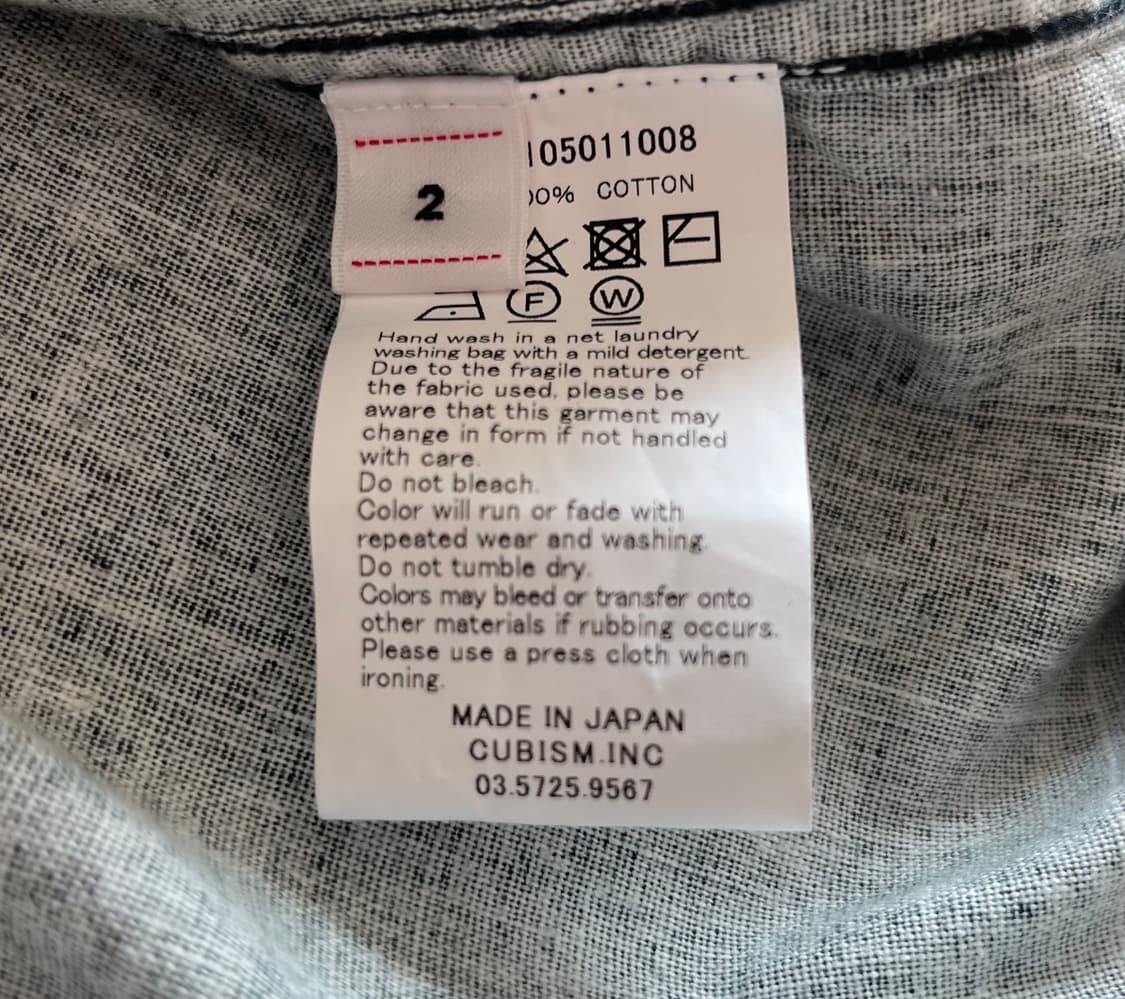 2
105011008
00% COTTON
F W
Hand wash in a net laundry
washing bag with a mild detergent.
Due to the fragile nature of
the fabric used, please be
aware that this garment may
change in form if not handled
with care.
Do not bleach.
Color will run or fade with
repeated wear and washing.
Do not tumble dry.
Colors may bleed or transfer onto
other materials if rubbing occurs.
Please use a press cloth when
ironing.
MADE IN JAPAN
CUBISM.INC
03.5725.9567